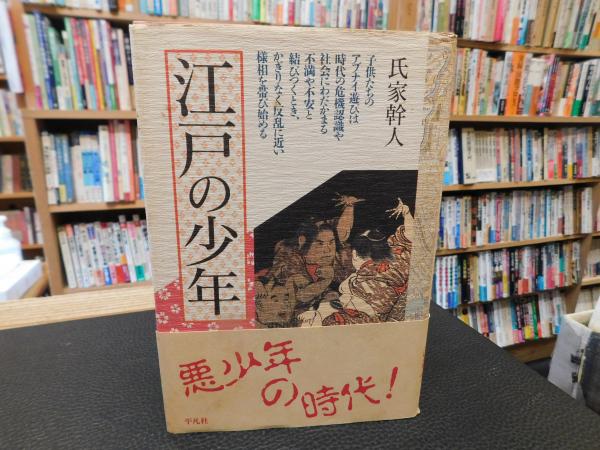 氏家幹人
子供たちの
アブナイ遊びは
時代の危機認識や
社会にわだかまる
不満や不安と
結びつくとき、
かぎりなく反乱に近い
様相を帯び始める
江戸の少年
悪少年
の時代!
平凡社